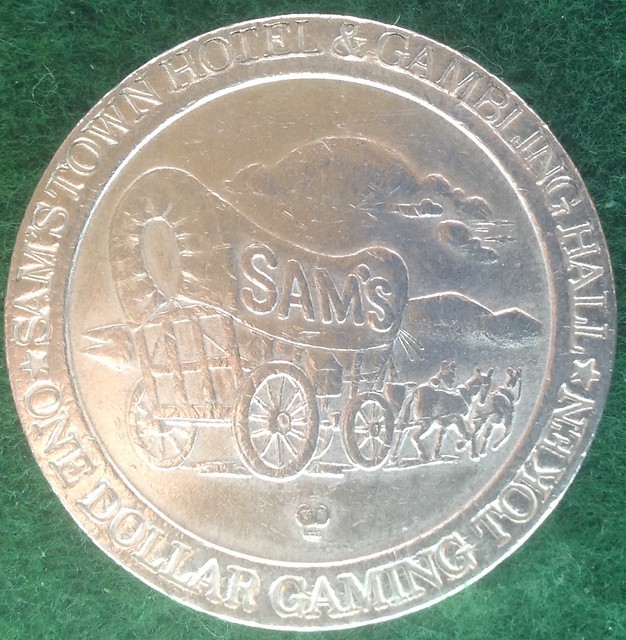 SAM'S TOWN HOTEL & GAMBLING HALL
SAM'S
ONE DOLLAR GAMING TOKEN